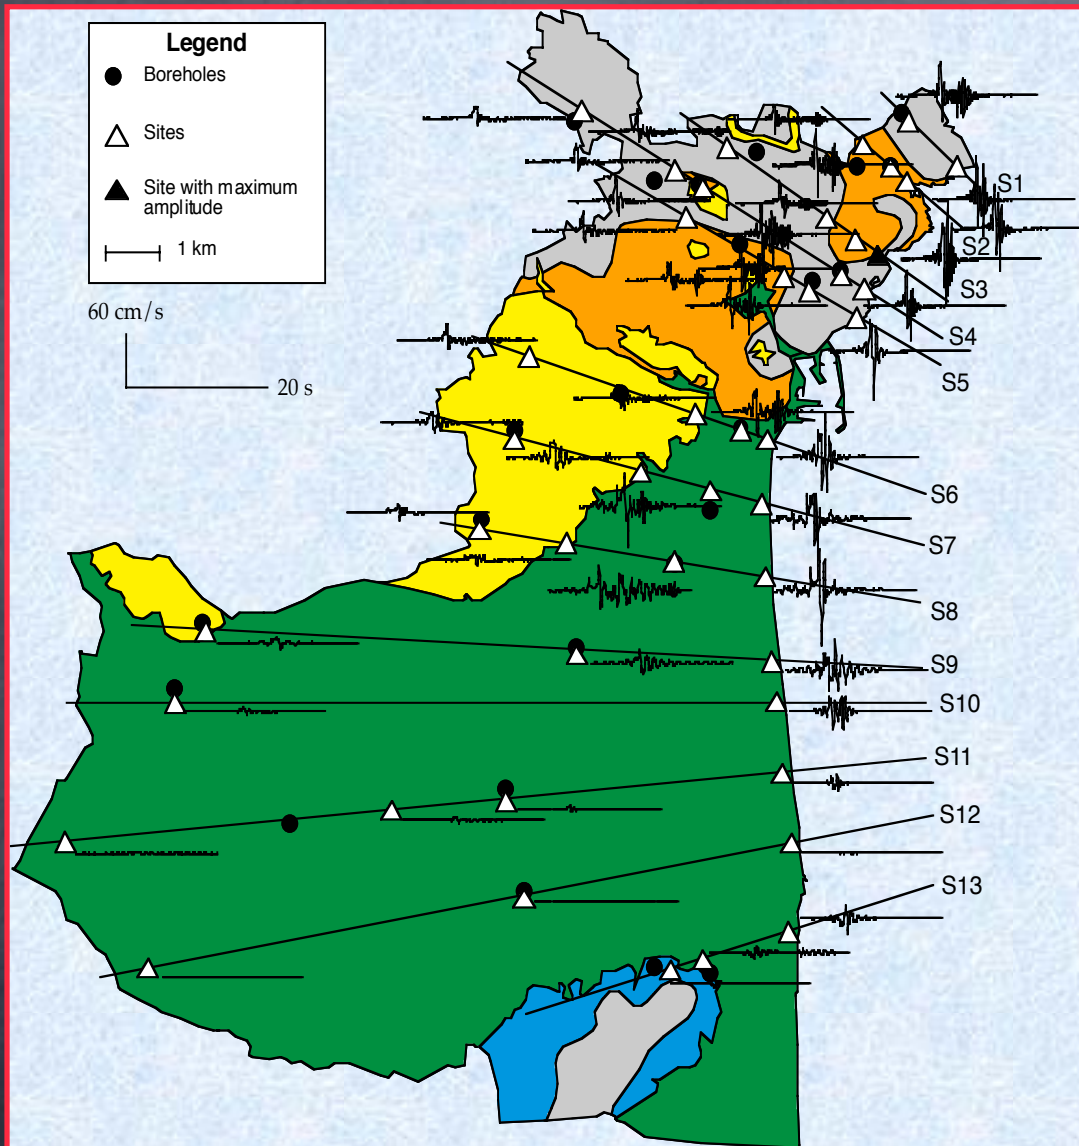 Legend
Boreholes
Sites
Site with maximum
amplitude
1 km
60 cm/s
20 s
S1
S2
S3
S4
S5
S6
S7
S8
S9
S10
S11
S12
S13